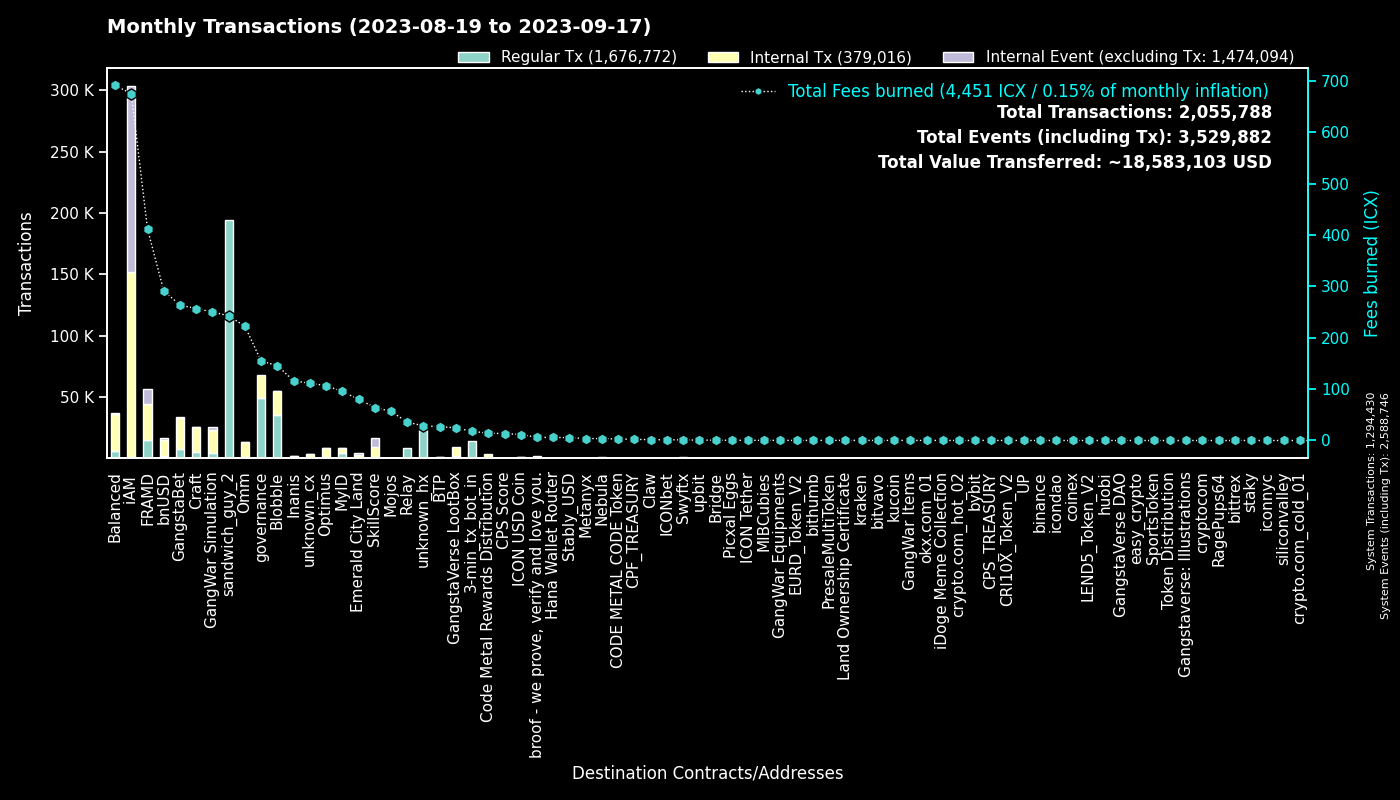 Monthly Transactions (2023-08-19 to 2023-09-17)
Regular Tx (1,676,772)
Internal Tx (379,016)
Internal Event (excluding Tx: 1,474,094)
Total Fees burned (4,451 ICX / 0.15% of monthly inflation)
Total Transactions: 2,055,788
Total Events (including Tx): 3,529,882
Total Value Transferred: ~18,583,103 USD
Transactions
300 K
250 K
200 K
150 K
100 K
50 K
700
600
500
400
300
200
100
0
Fees burned (ICX)
System Transactions: 1,294,430
System Events (including Tx): 2,588,746
Balanced
iAM
FRAMD
bnUSD
GangstaBet
Craft
GangWar Simulation
sandwich_guy_2
Omm
governance
Blobble
Inanis
unknown_cx
Optimus
MyID
Emerald City Land
SkillScore
Mojos
Relay
unknown_hx
BTP
GangstaVerse LootBox
3-min_tx_bot_in
Code Metal Rewards Distribution
CPS Score
ICON USD Coin
broof - we prove, verify and love you.
Hana Wallet Router
Stably_USD
Metanyx
Nebula
CODE METAL CODE Token
CPF_TREASURY
Claw
ICONbet
Swyftx
upbit
Bridge
Picxal Eggs
ICON Tether
MIBCubies
GangWar Equipments
EURD_Token_V2
bithumb
PresaleMultiToken
Land Ownership Certificate
kraken
bitvavo
kucoin
GangWar Items
okx.com_01
iDoge Meme Collection
crypto.com_hot_02
bybit
CPS_TREASURY
CRI10X_Token_V2
UP
binance
icondao
coinex
LEND5_Token_V2
huobi
GangstaVerse DAO
easy_crypto
SportsToken
Token Distribution
Gangstaverse: Illustrations
cryptocom
RagePups64
bittrex
staky
iconnyc
siliconvalley
crypto.com_cold_01
Destination Contracts/Addresses